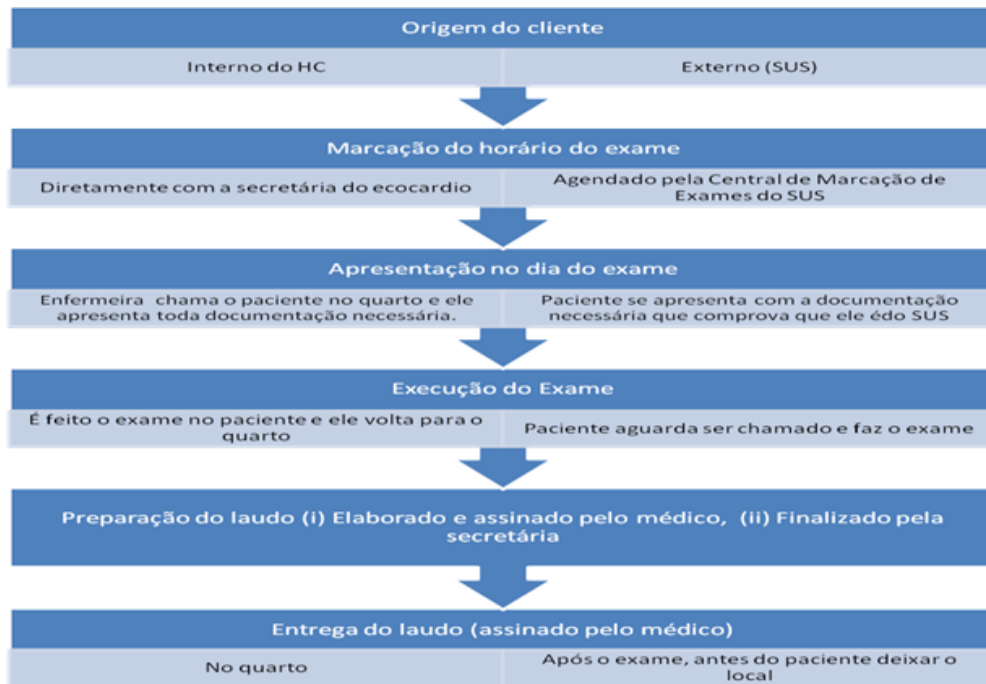 Origem do cliente
Interno do HC
Externo (SUS)
Marcação do horário do exame
Diretamente com a secretária do ecocardio
Agendado pela Central de Marcação de
Exames do SUS
Apresentação no dia do exame
Enfermeira chama o paciente no quarto e ele
apresenta toda documentação necessária.
Paciente se apresenta com a documentação
necessária que comprova que ele édo SUS
Execução do Exame
É feito o exame no paciente e ele volta para o
quarto
Paciente aguarda ser chamado e faz o exame
Preparação do laudo (i) Elaborado e assinado pelo médico, (ii) Finalizado pela
secretária
Entrega do laudo (assinado pelo médico)
No quarto
Após o exame, antes do paciente deixar o
local